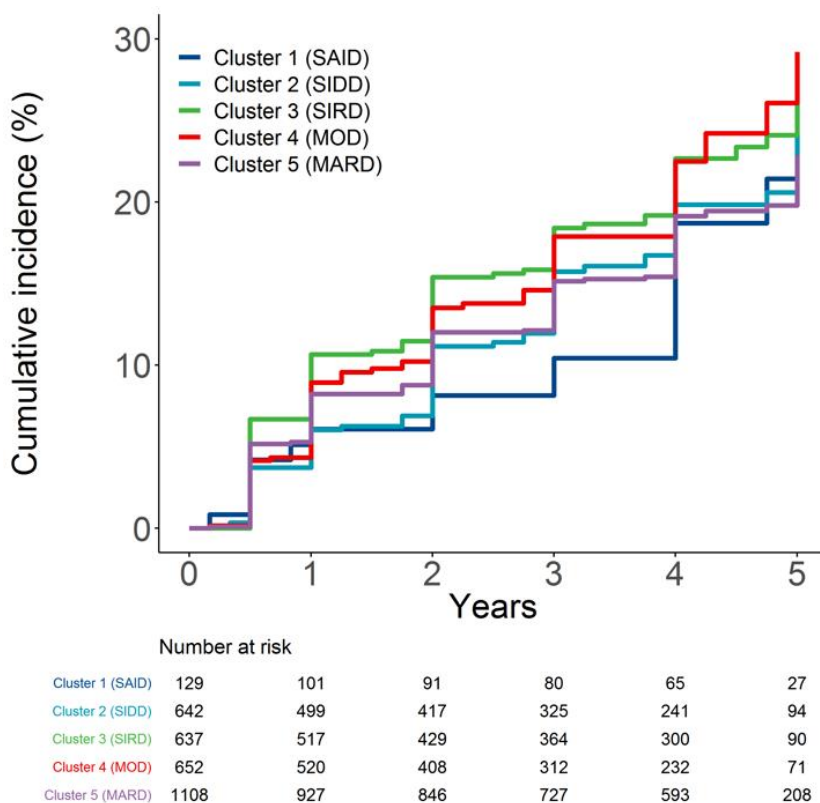 Cumulative incidence (%)
30
20
10
0
Cluster 1 (SAID)
Cluster 2 (SIDD)
Cluster 3 (SIRD)
Cluster 4 (MOD)
Cluster 5 (MARD)
0 1 2 3 4 5
Years
Number at risk
Cluster 1 (SAID) 129 101 91 80 65 27
Cluster 2 (SIDD) 642 499 417 325 241 94
Cluster 3 (SIRD) 637 517 429 364 300 90
Cluster 4 (MOD) 652 520 408 312 232 71
Cluster 5 (MARD) 1108 927 846 727 593 208